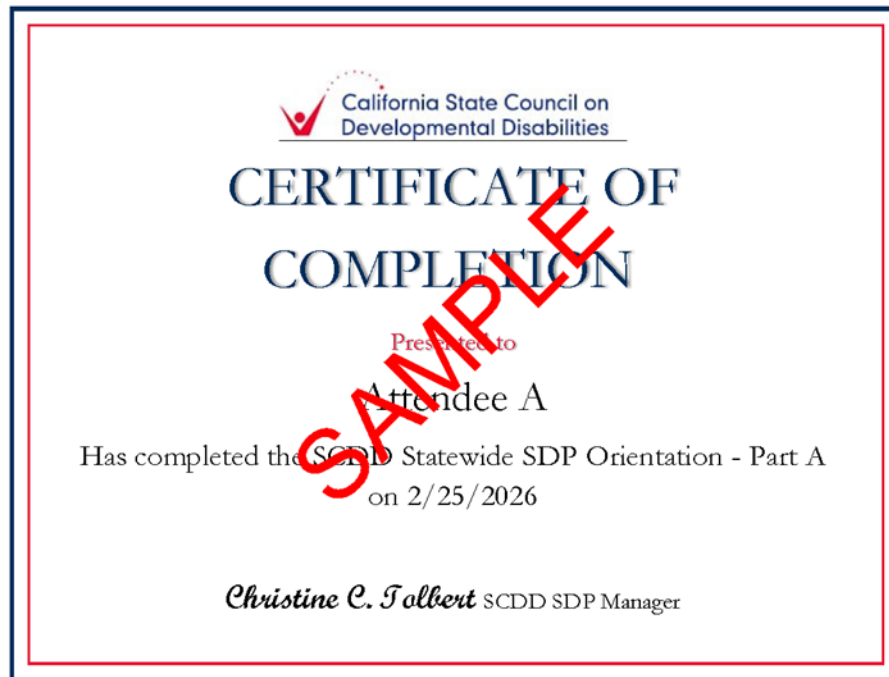 California State Council on
Developmental Disabilities
CERTIFICATE OF
COMPLETION
Presented to
Attendee A
Has completed the SCDD Statewide SDP Orientation - Part A
on 2/25/2026
Christine C. Tolbert SCDD SDP Manager
SAMPLE